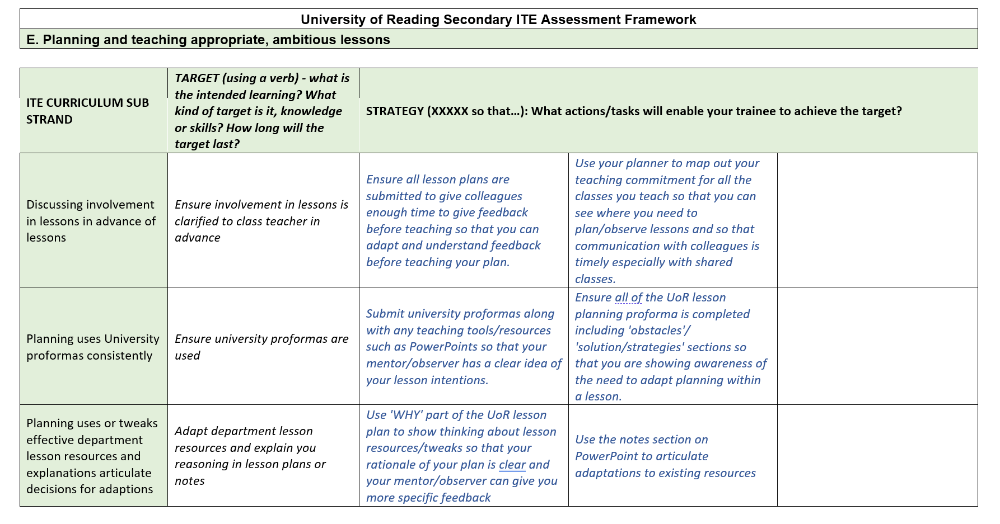 University of Reading Secondary ITE Assessment Framework
E. Planning and teaching appropriate, ambitious lessons
ITE CURRICULUM SUB
STRAND
TARGET (using a verb) - what is
the intended learning? What
kind of target is it, knowledge
or skills? How long will the
target last?
STRATEGY (XXXXX so that…): What actions/tasks will enable your trainee to achieve the target?
Discussing involvement
in lessons in advance of
lessons
Ensure involvement in lessons is
clarified to class teacher in
advance
Ensure all lesson plans are
submitted to give colleagues
enough time to give feedback
before teaching so that you can
adapt and understand feedback
before teaching your plan.
Use your planner to map out your
teaching commitment for all the
classes you teach so that you can
see where you need to
plan/observe lessons and so that
communication with colleagues is
timely especially with shared
classes.
Planning uses University
proformas consistently
Ensure university proformas are
used
Submit university proformas along
with any teaching tools/resources
such as PowerPoints so that your
mentor/observer has a clear idea of
your lesson intentions.
Ensure all of the UoR lesson
planning proforma is completed
including 'obstacles'/
'solution/strategies' sections so
that you are showing awareness of
the need to adapt planning within
a lesson.
Planning uses or tweaks
effective department
lesson resources and
explanations articulate
decisions for adaptions
Adapt department lesson
resources and explain you
reasoning in lesson plans or
notes
Use 'WHY' part of the UoR lesson
plan to show thinking about lesson
resources/tweaks so that your
rationale of your plan is clear and
your mentor/observer can give you
more specific feedback
Use the notes section on
PowerPoint to articulate
adaptations to existing resources